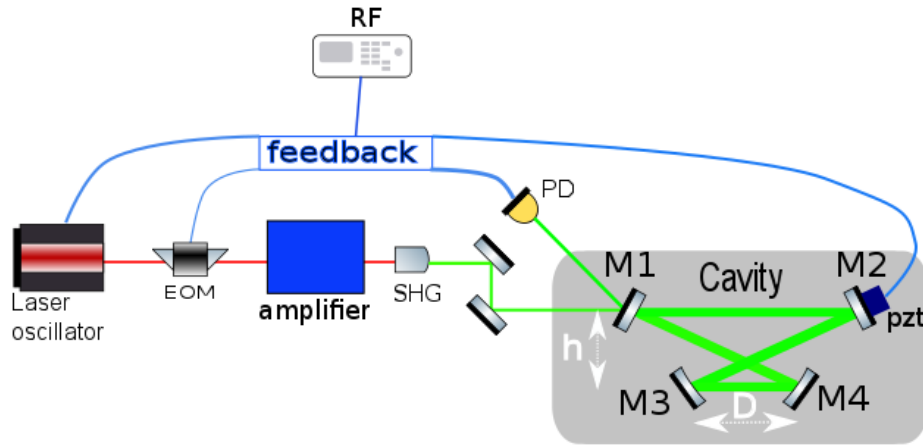 RF
feedback
PD
M1
Cavity
M2
Laser
oscillator
EOM
amplifier
SHG
pzt
h
M3
D
M4